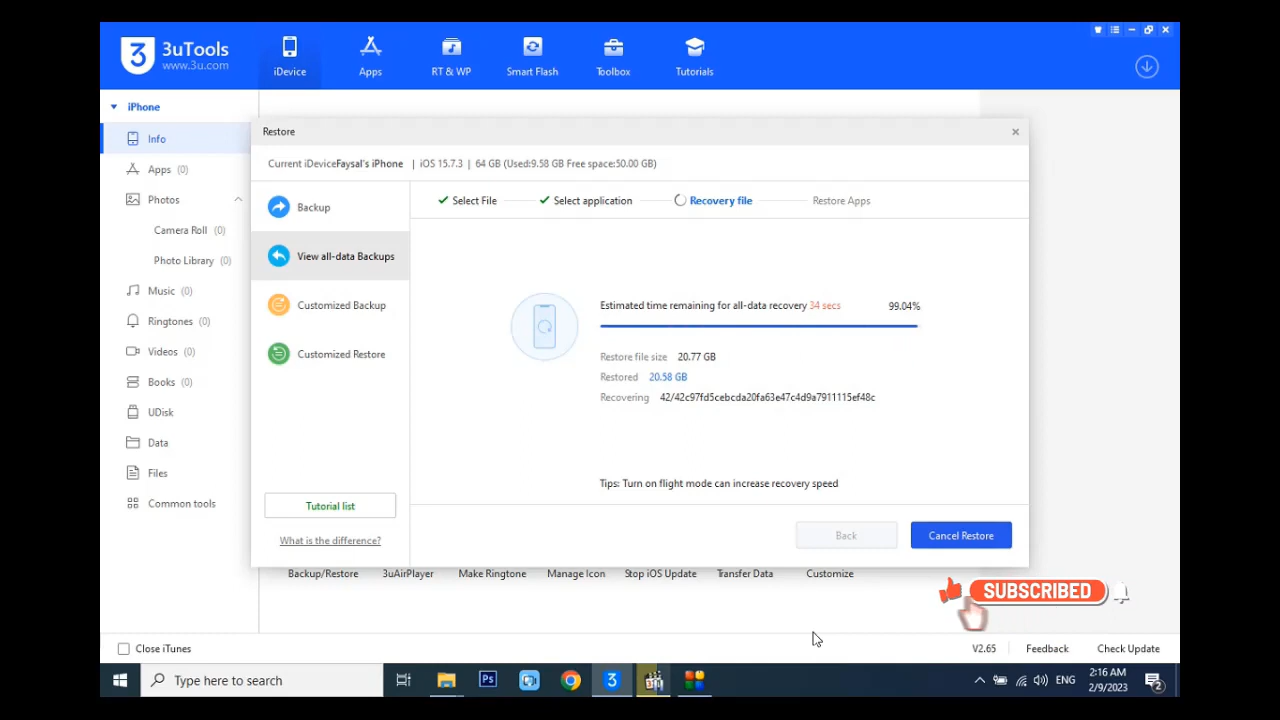 3 3uTools
www.3u.com
iDevice
Apps
RT & WP
Smart Flash
Toolbox
Tutorials
iPhone
Info
Apps (0)
Photos
Camera Roll (0)
Photo Library (0)
Music (0)
Ringtones (0)
Videos (0)
Books (0)
UDisk
Data
Files
Common tools
Restore
Current iDeviceFaysal's iPhone | iOS 15.7.3 | 64 GB (Used:9.58 GB Free space:50.00 GB)
Backup
View all-data Backups
Customized Backup
Customized Restore
Tutorial list
What is the difference?
Select File
Select application
Recovery file
Restore Apps
Estimated time remaining for all-data recovery 34 secs 99.04%
Restore file size 20.77 GB
Restored 20.58 GB
Recovering 42/42c97fd5cebcda20fa63e47c4d9a7911115ef48c
Tips: Turn on flight mode can increase recovery speed
Back
Cancel Restore
Backup/Restore
3uAirPlayer
Make Ringtone
Manage Icon
Stop iOS Update
Transfer Data
Customize
SUBSCRIBED
Close iTunes
V2.65
Feedback
Check Update
Type here to search
Ps
3
ENG
2:16 AM
2/9/2023
2